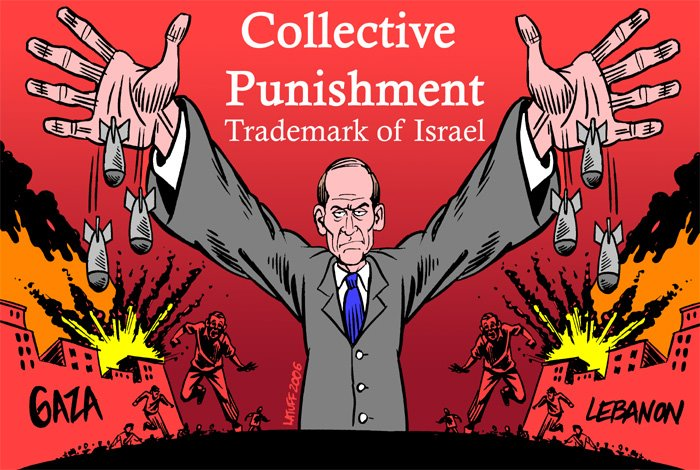 Collective
Punishment
Trademark of Israel
GAZA
LEBANON
LATUFF 2006